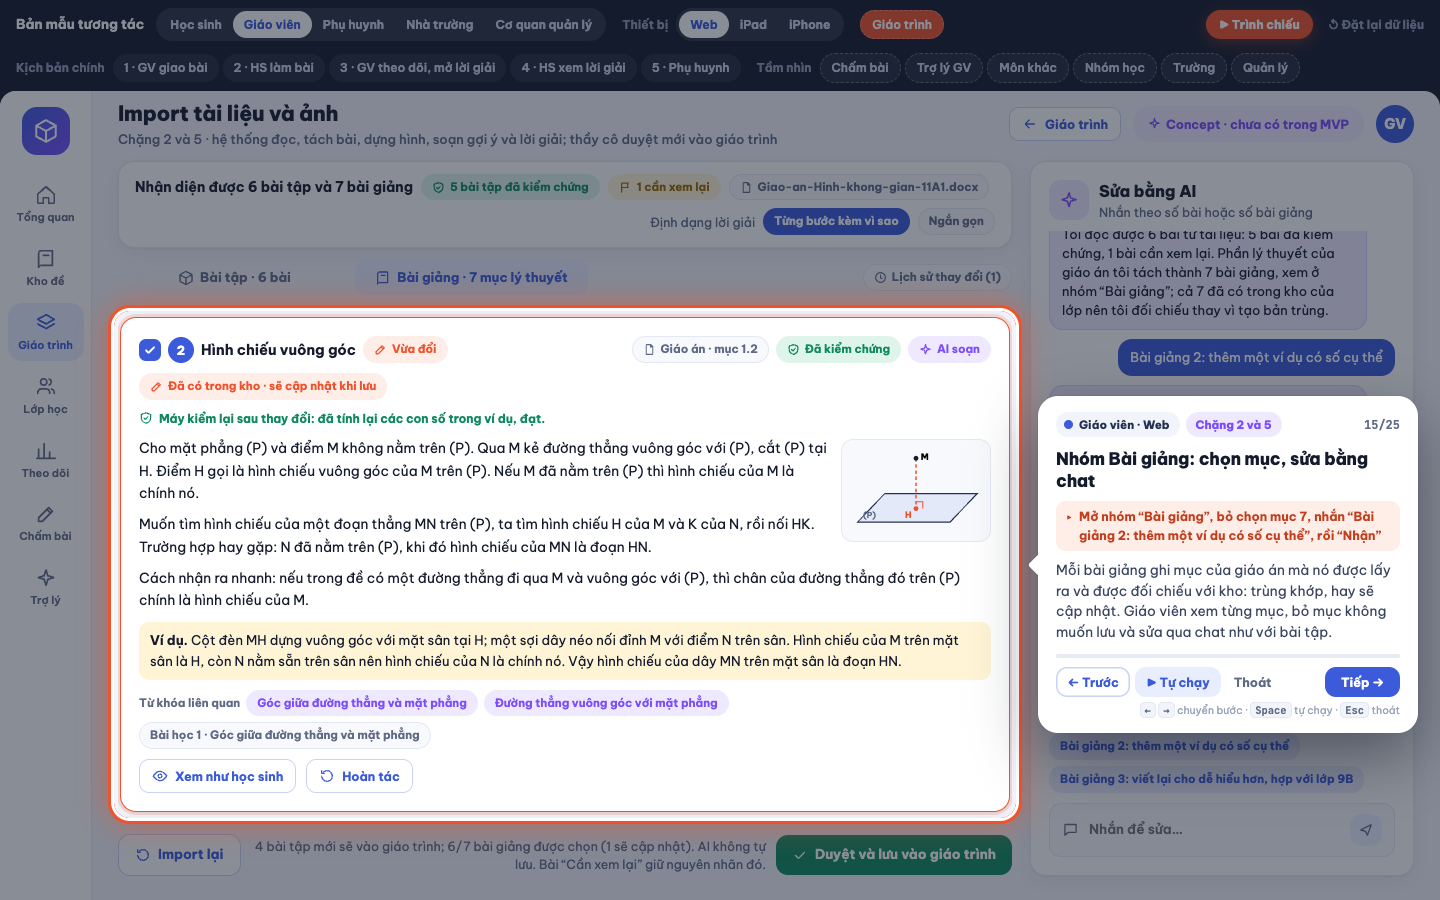 Bản mẫu tương tác
Học sinh
Giáo viên
Phụ huynh
Nhà trường
Cơ quan quản lý
Thiết bị
Web
iPad
iPhone
Giáo trình
Trình chiếu
Đặt lại dữ liệu
Kịch bản chính
1 · GV giao bài
2 · HS làm bài
3 · GV theo dõi, mở lời giải
4 · HS xem lời giải
5 · Phụ huynh
Tầm nhìn
Chấm bài
Trợ lý GV
Môn khác
Nhóm học
Trường
Quản lý
Tổng quan
Kho đề
Giáo trình
Lớp học
Theo dõi
Chấm bài
Trợ lý
Import tài liệu và ảnh
Chặng 2 và 5 · hệ thống đọc, tách bài, dựng hình, soạn gợi ý và lời giải; thầy cô duyệt mới vào giáo trình
← Giáo trình
Concept · chưa có trong MVP
GV
Nhận diện được 6 bài tập và 7 bài giảng
5 bài tập đã kiểm chứng
1 cần xem lại
Giao-an-Hinh-khong-gian-11A1.docx
Định dạng lời giải
Từng bước kèm vì sao
Ngắn gọn
Bài tập · 6 bài
Bài giảng · 7 mục lý thuyết
Lịch sử thay đổi (1)
2
Hình chiếu vuông góc
Vừa đổi
Giáo án · mục 1.2
Đã kiểm chứng
AI soạn
Đã có trong kho · sẽ cập nhật khi lưu
Máy kiểm lại sau thay đổi: đã tính lại các con số trong ví dụ, đạt.
Cho mặt phẳng (P) và điểm M không nằm trên (P). Qua M kẻ đường thẳng vuông góc với (P), cắt (P) tại
H. Điểm H gọi là hình chiếu vuông góc của M trên (P). Nếu M đã nằm trên (P) thì hình chiếu của M là
chính nó.
Muốn tìm hình chiếu của một đoạn thẳng MN trên (P), ta tìm hình chiếu H của M và K của N, rồi nối HK.
Trường hợp hay gặp: N đã nằm trên (P), khi đó hình chiếu của MN là đoạn HN.
M
(P)
H
Cách nhận ra nhanh: nếu trong đề có một đường thẳng đi qua M và vuông góc với (P), thì chân của đường thẳng đó trên (P)
chính là hình chiếu của M.
Ví dụ. Cột đèn MH dựng vuông góc với mặt sân tại H; một sợi dây néo nối đỉnh M với điểm N trên sân. Hình chiếu của M trên mặt
sân là H, còn N nằm sẵn trên sân nên hình chiếu của N là chính nó. Vậy hình chiếu của dây MN trên mặt sân là đoạn HN.
Từ khóa liên quan
Góc giữa đường thẳng và mặt phẳng
Đường thẳng vuông góc với mặt phẳng
Bài học 1 · Góc giữa đường thẳng và mặt phẳng
Xem như học sinh
Hoàn tác
Import lại
4 bài tập mới sẽ vào giáo trình; 6/7 bài giảng được chọn (1 sẽ cập nhật). AI không tự
lưu. Bài “Cần xem lại” giữ nguyên nhãn đó.
Duyệt và lưu vào giáo trình
Sửa bằng AI
Nhắn theo số bài hoặc số bài giảng
Tôi đọc được 6 bài từ tài liệu: 5 bài đã kiểm
chứng, 1 bài cần xem lại. Phần lý thuyết của
giáo án tôi tách thành 7 bài giảng, xem ở
nhóm “Bài giảng”; cả 7 đã có trong kho của
lớp nên tôi đối chiếu thay vì tạo bản trùng.
Bài giảng 2: thêm một ví dụ có số cụ thể
Giáo viên · Web
Chặng 2 và 5
15/25
Nhóm Bài giảng: chọn mục, sửa bằng
chat
Mở nhóm “Bài giảng”, bỏ chọn mục 7, nhắn “Bài
giảng 2: thêm một ví dụ có số cụ thể”, rồi “Nhận”
Mỗi bài giảng ghi mục của giáo án mà nó được lấy
ra và được đối chiếu với kho: trùng khớp, hay sẽ
cập nhật. Giáo viên xem từng mục, bỏ mục không
muốn lưu và sửa qua chat như với bài tập.
← Trước
Tự chạy
Thoát
Tiếp →
← → chuyển bước · Space tự chạy · Esc thoát
Bài giảng 2: thêm một ví dụ có số cụ thể
Bài giảng 3: viết lại cho dễ hiểu hơn, hợp với lớp 9B
Nhắn để sửa...